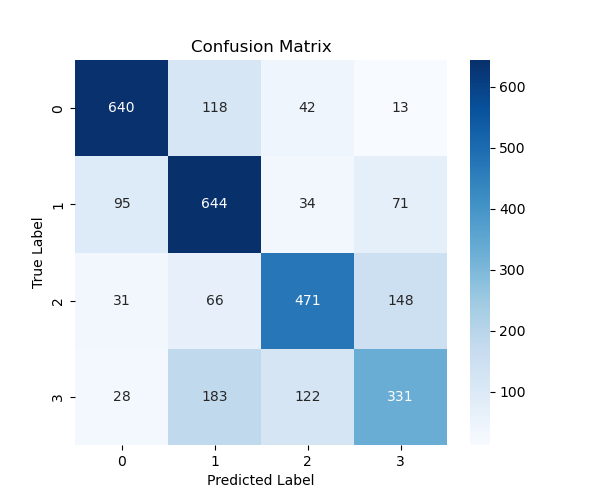 Confusion Matrix
0 640 118 42 13
1 95 644 34 71
2 31 66 471 148
3 28 183 122 331
0 1 2 3
True Label
Predicted Label
600
500
400
300
200
100